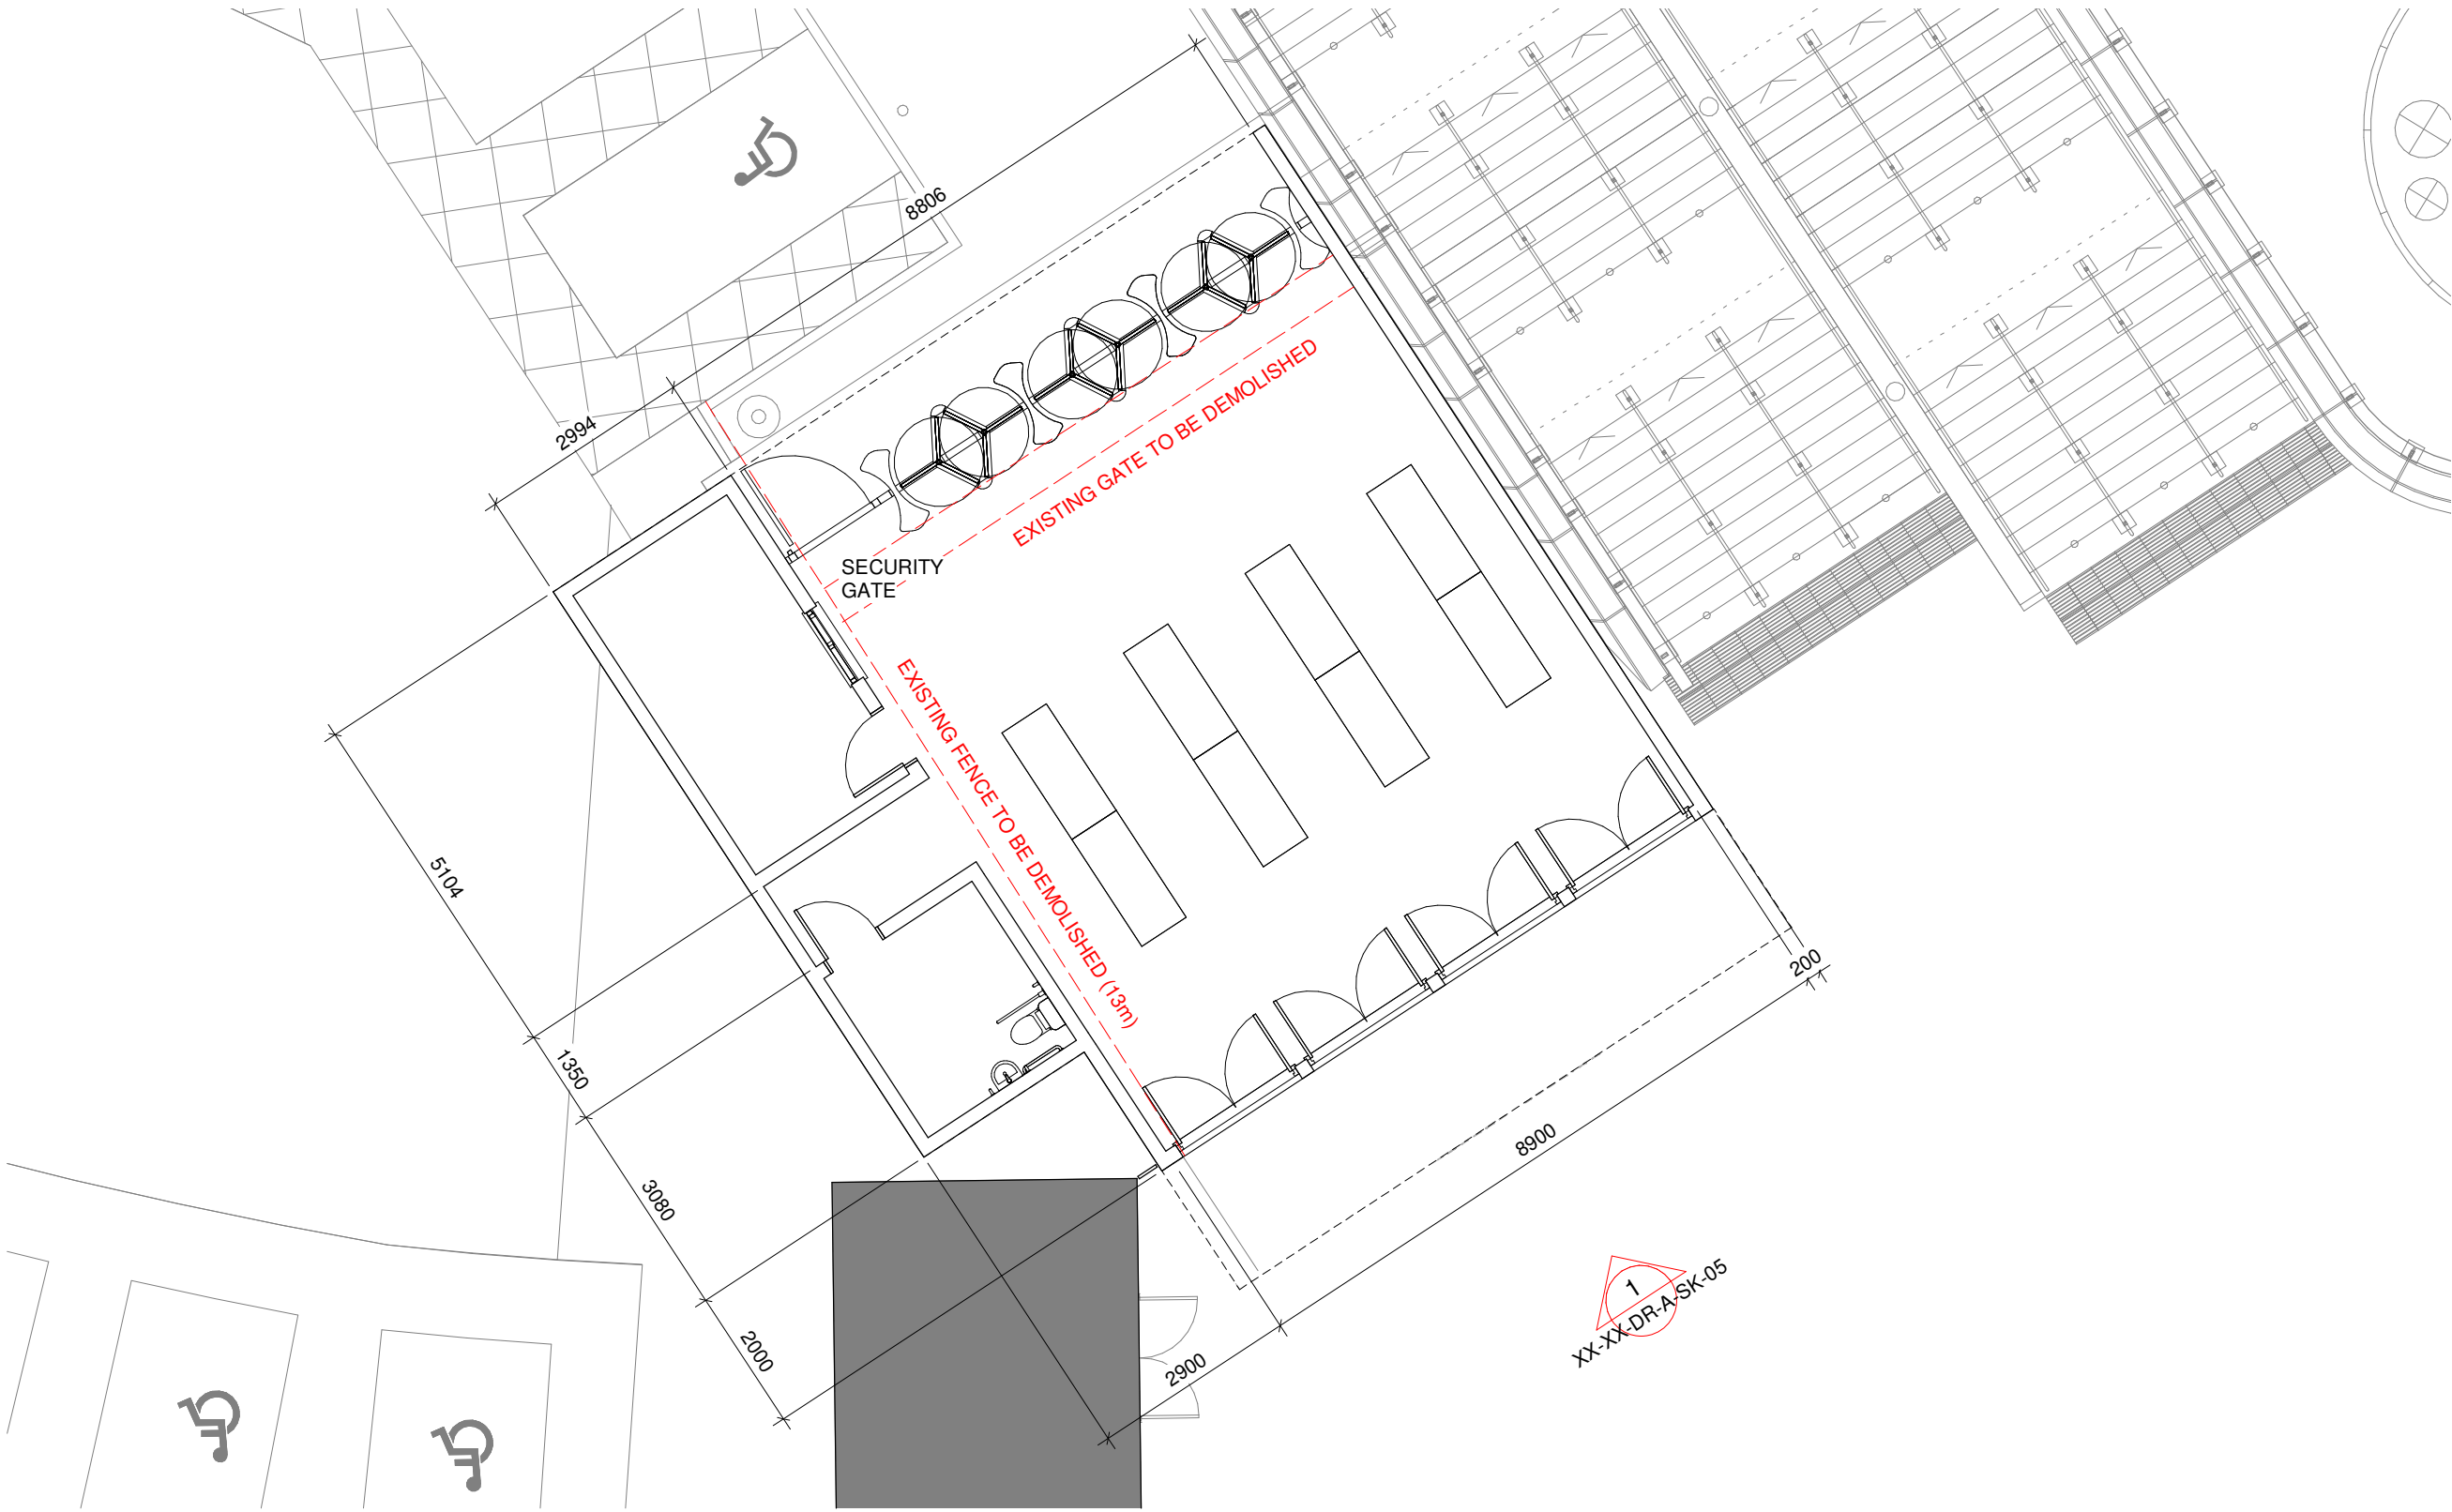 8806
2994
EXISTING GATE TO BE DEMOLISHED
SECURITY
GATE
EXISTING FENCE TO BE DEMOLISHED (13m)
5104
1350
3080
2000
200
8900
2900
1
XX-XX-DR-A-SK-05